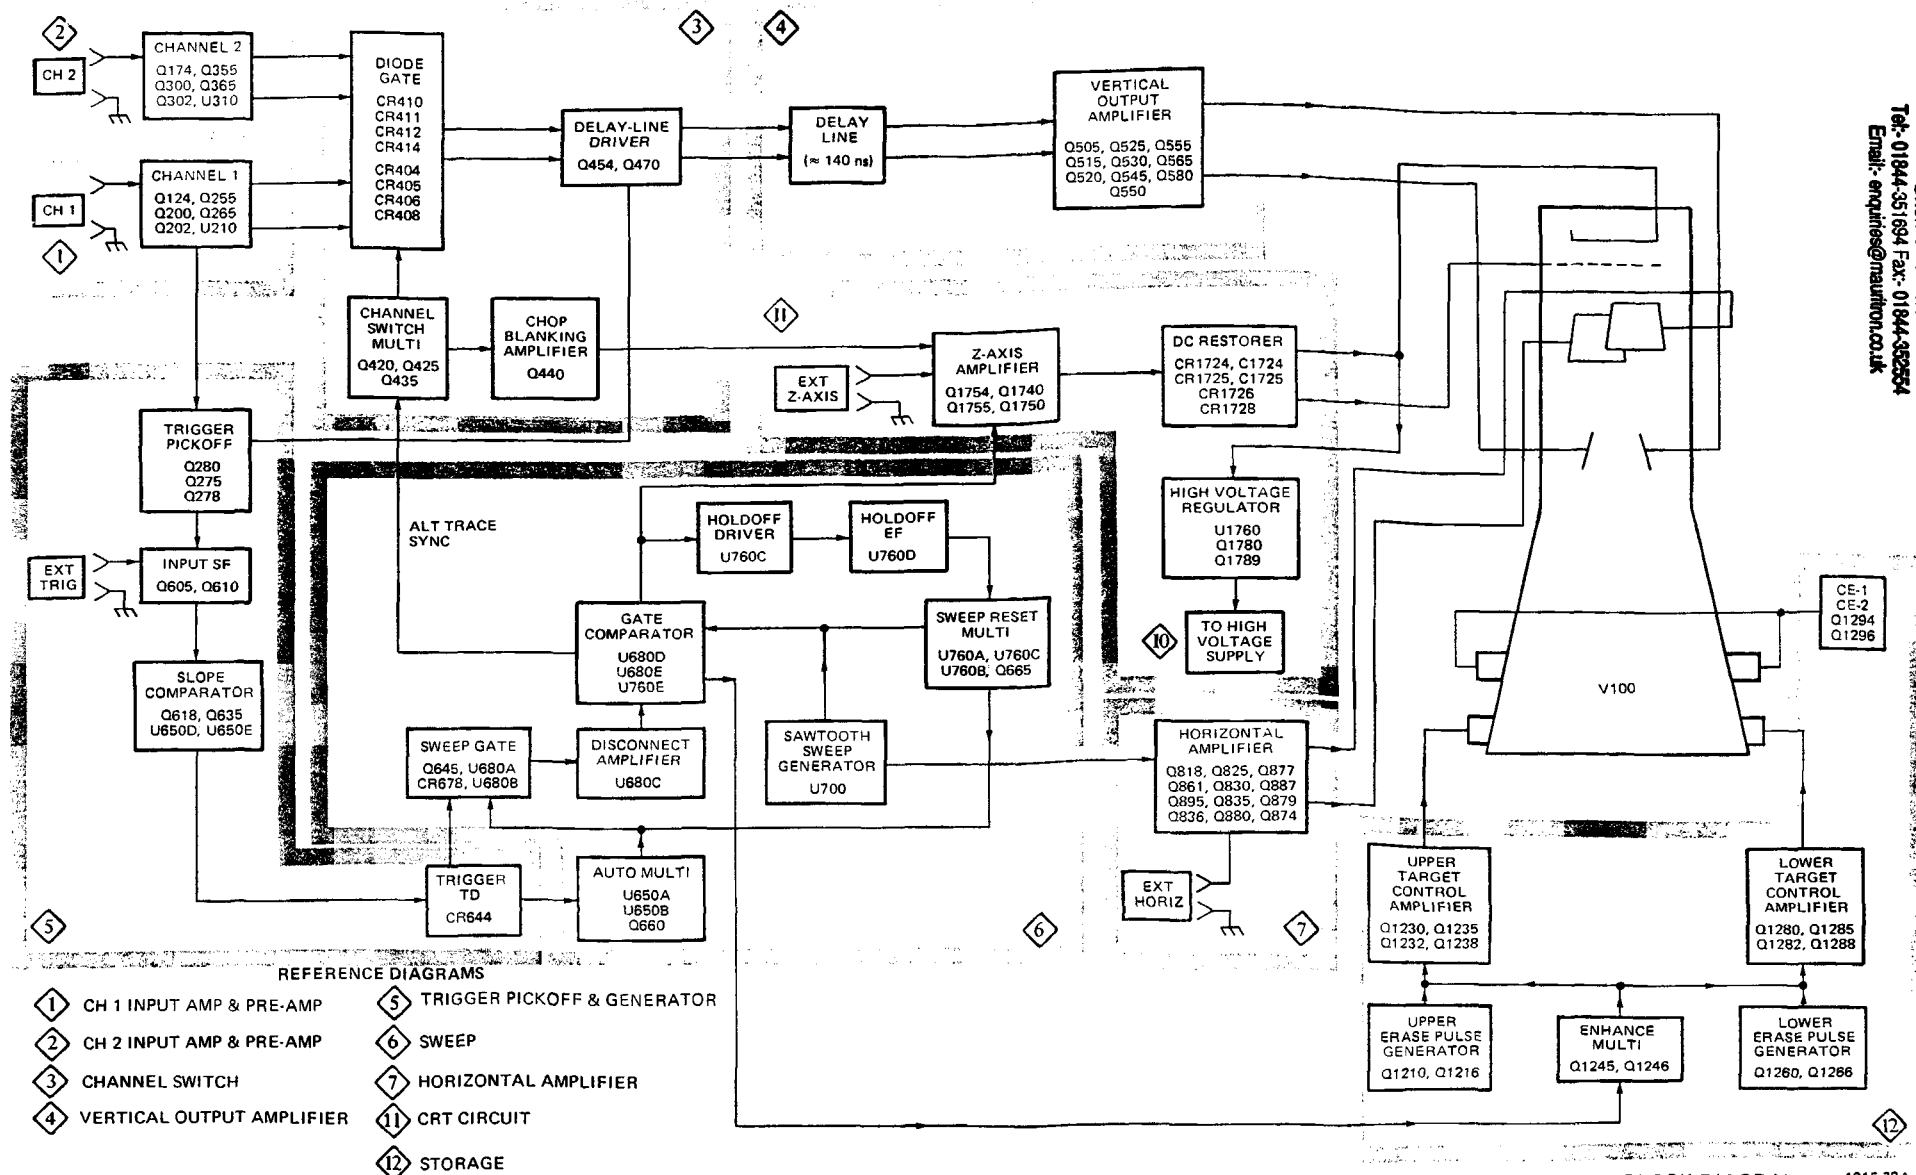 2
CH 2
CHANNEL 2
Q174, Q355
Q300, Q365
Q302, U310
CH 1
1
CHANNEL 1
Q124, Q255
Q200, Q265
Q202, U210
DIODE
GATE
CR410
CR411
CR412
CR414
CR404
CR405
CR406
CR408
3
4
DELAY-LINE
DRIVER
Q454, Q470
DELAY
LINE
(≈ 140 ns)
VERTICAL
OUTPUT
AMPLIFIER
Q505, Q525, Q555
Q515, Q530, Q565
Q520, Q545, Q580
Q550
Tel:- 01844-351694 Fax:- 01844-352554
Email:- enquiries@mauritron.co.uk
CHANNEL
SWITCH
MULTI
Q420, Q425
Q435
CHOP
BLANKING
AMPLIFIER
Q440
11
EXT
Z-AXIS
Z-AXIS
AMPLIFIER
Q1754, Q1740
Q1755, Q1750
DC RESTORER
CR1724, C1724
CR1725, C1725
CR1726
CR1728
TRIGGER
PICKOFF
Q280
Q275
Q278
EXT
TRIG
INPUT SF
Q605, Q610
SLOPE
COMPARATOR
Q618, Q635
U650D, U650E
ALT TRACE
SYNC
HOLDOFF
DRIVER
U760C
HOLDOFF
EF
U760D
GATE
COMPARATOR
U680D
U680E
U760E
SWEEP RESET
MULTI
U760A, U760C
U760B, Q665
HIGH VOLTAGE
REGULATOR
U1760
Q1780
Q1789
10
TO HIGH
VOLTAGE
SUPPLY
CE-1
CE-2
Q1294
Q1296
V100
SWEEP GATE
Q645, U680A
CR678, U680B
DISCONNECT
AMPLIFIER
U680C
SAWTOOTH
SWEEP
GENERATOR
U700
HORIZONTAL
AMPLIFIER
Q818, Q825, Q877
Q861, Q830, Q887
Q895, Q835, Q879
Q836, Q880, Q874
TRIGGER
TD
CR644
AUTO MULTI
U650A
U650B
Q660
EXT
HORIZ
5
6
7
UPPER
TARGET
CONTROL
AMPLIFIER
Q1230, Q1235
Q1232, Q1238
LOWER
TARGET
CONTROL
AMPLIFIER
Q1280, Q1285
Q1282, Q1288
UPPER
ERASE PULSE
GENERATOR
Q1210, Q1216
ENHANCE
MULTI
Q1245, Q1246
LOWER
ERASE PULSE
GENERATOR
Q1260, Q1266
12
REFERENCE DIAGRAMS
1 CH 1 INPUT AMP & PRE-AMP
2 CH 2 INPUT AMP & PRE-AMP
3 CHANNEL SWITCH
4 VERTICAL OUTPUT AMPLIFIER
5 TRIGGER PICKOFF & GENERATOR
6 SWEEP
7 HORIZONTAL AMPLIFIER
11 CRT CIRCUIT
12 STORAGE